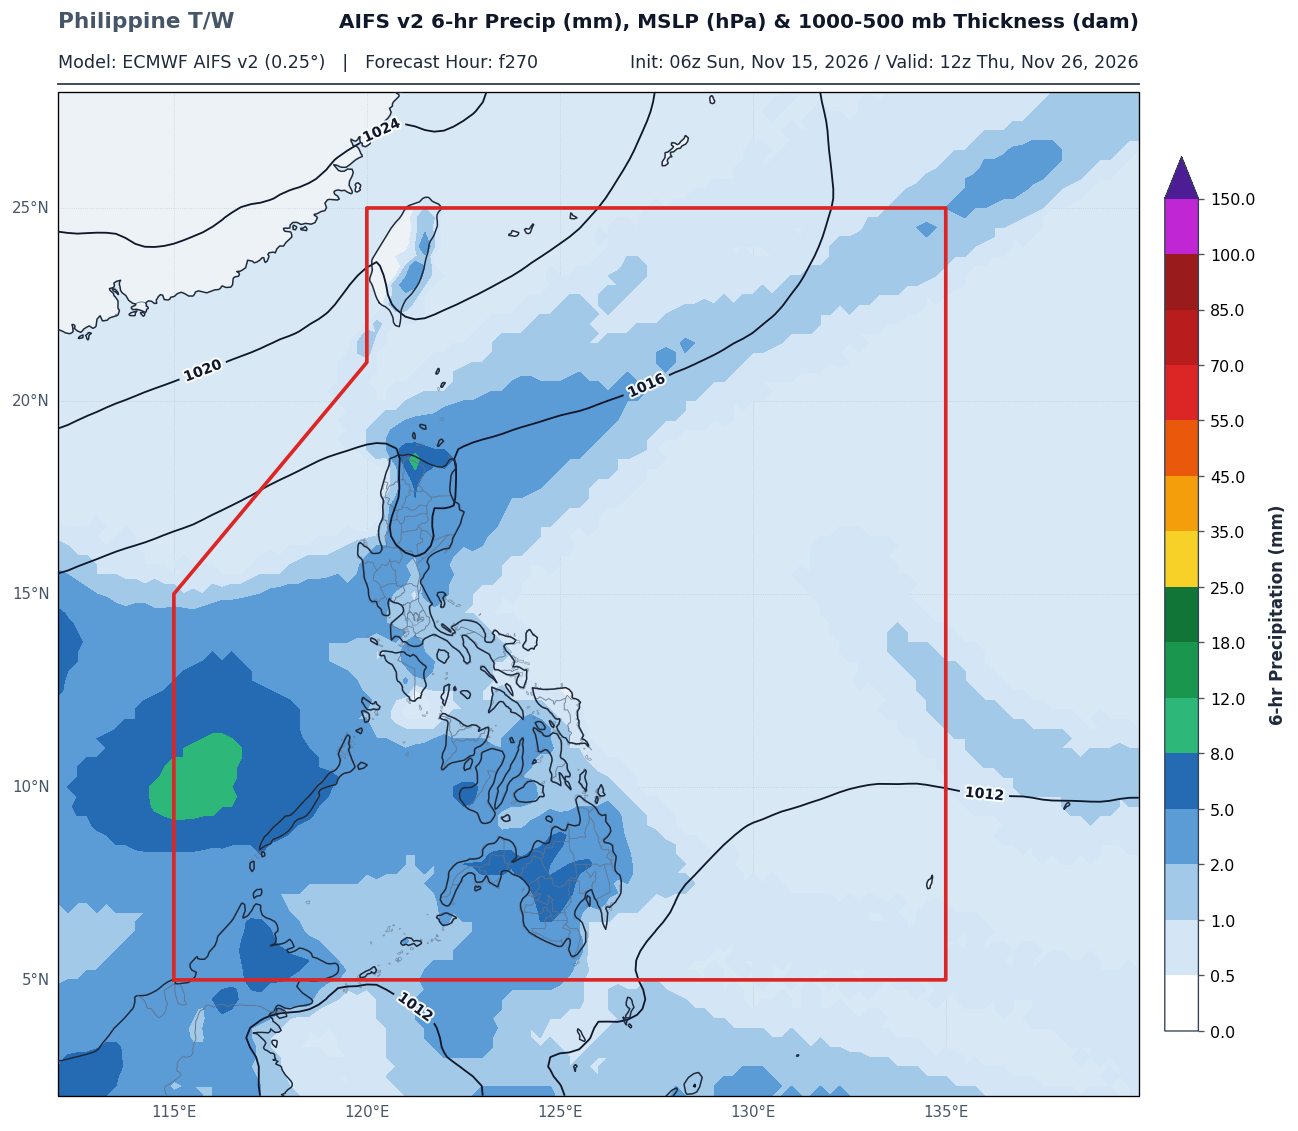 Philippine T/W
AIFS v2 6-hr Precip (mm), MSLP (hPa) & 1000-500 mb Thickness (dam)
Model: ECMWF AIFS v2 (0.25°) | Forecast Hour: f270
Init: 06z Sun, Nov 15, 2026 / Valid: 12z Thu, Nov 26, 2026
1024
1020
1016
1012
1012
25°N
20°N
15°N
10°N
5°N
115°E
120°E
125°E
130°E
135°E
150.0
100.0
85.0
70.0
55.0
45.0
35.0
25.0
18.0
12.0
8.0
5.0
2.0
1.0
0.5
0.0
6-hr Precipitation (mm)